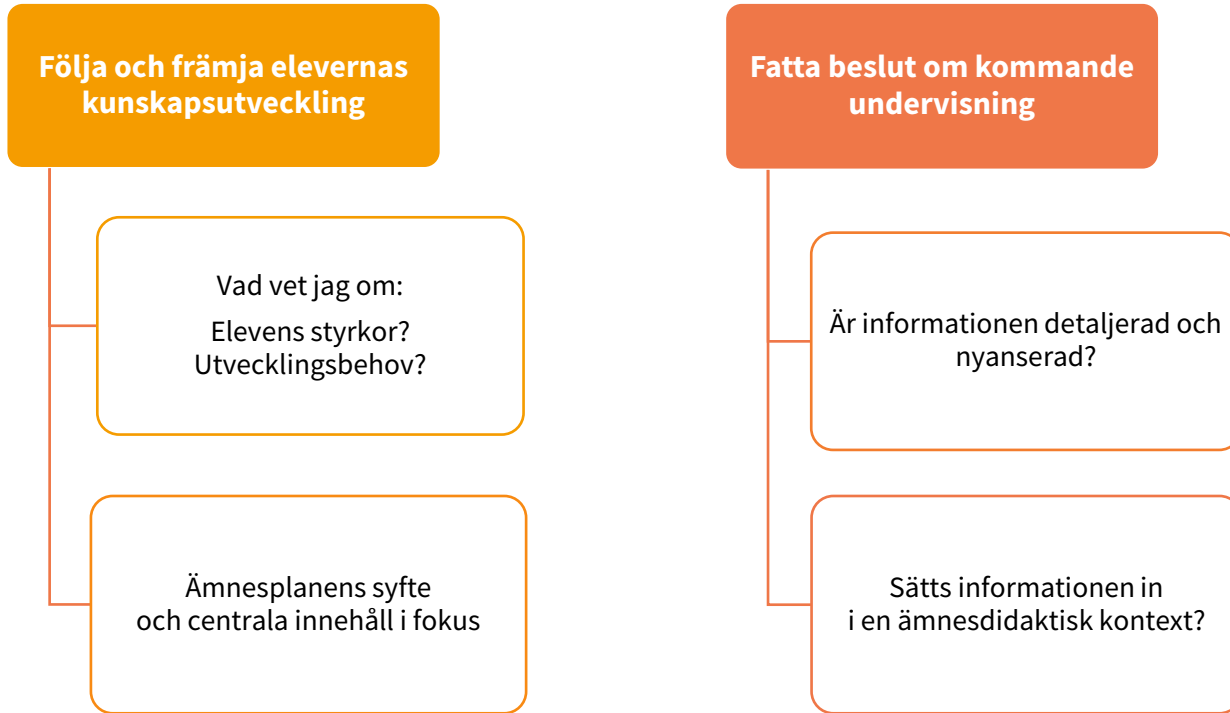 Följa och främja elevernas
kunskapsutveckling
Vad vet jag om:
Elevens styrkor?
Utvecklingsbehov?
Ämnesplanens syfte
och centrala innehåll i fokus
Fatta beslut om kommande
undervisning
Är informationen detaljerad och
nyanserad?
Sätts informationen in
i en ämnesdidaktisk kontext?